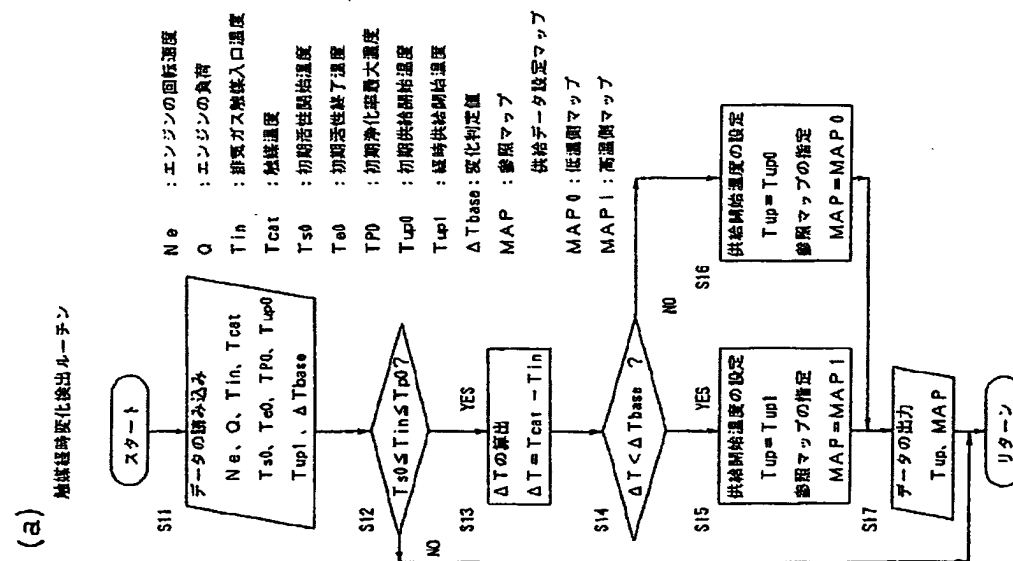 (a)
触媒経時変化検出ルーチン
スタート
S11
データの読み込み
Ne、Q、Tin、Tcat
Ts0、Te0、TP0、Tup0
Tup1、ΔTbase
S12
Ts0≦Tin≦Tp0?
NO
YES
S13
ΔTの算出
ΔT=Tcat－Tin
S14
ΔT<ΔTbase ?
YES
NO
S15
供給開始温度の設定
Tup=Tup1
参照マップの指定
MAP=MAP1
S16
供給開始温度の設定
Tup=Tup0
参照マップの指定
MAP=MAP0
S17
データの出力
Tup、MAP
リターン
Ne :エンジンの回転速度
Q :エンジンの負荷
Tin :排気ガス触媒入口温度
Tcat :触媒温度
Ts0 :初期活性開始温度
Te0 :初期活性終了温度
TP0 :初期浄化率最大温度
Tup0 :初期供給開始温度
Tup1 :経時供給開始温度
ΔTbase:変化判定値
MAP :参照マップ
供給データ設定マップ
MAP0:低温側マップ
MAP1:高温側マップ